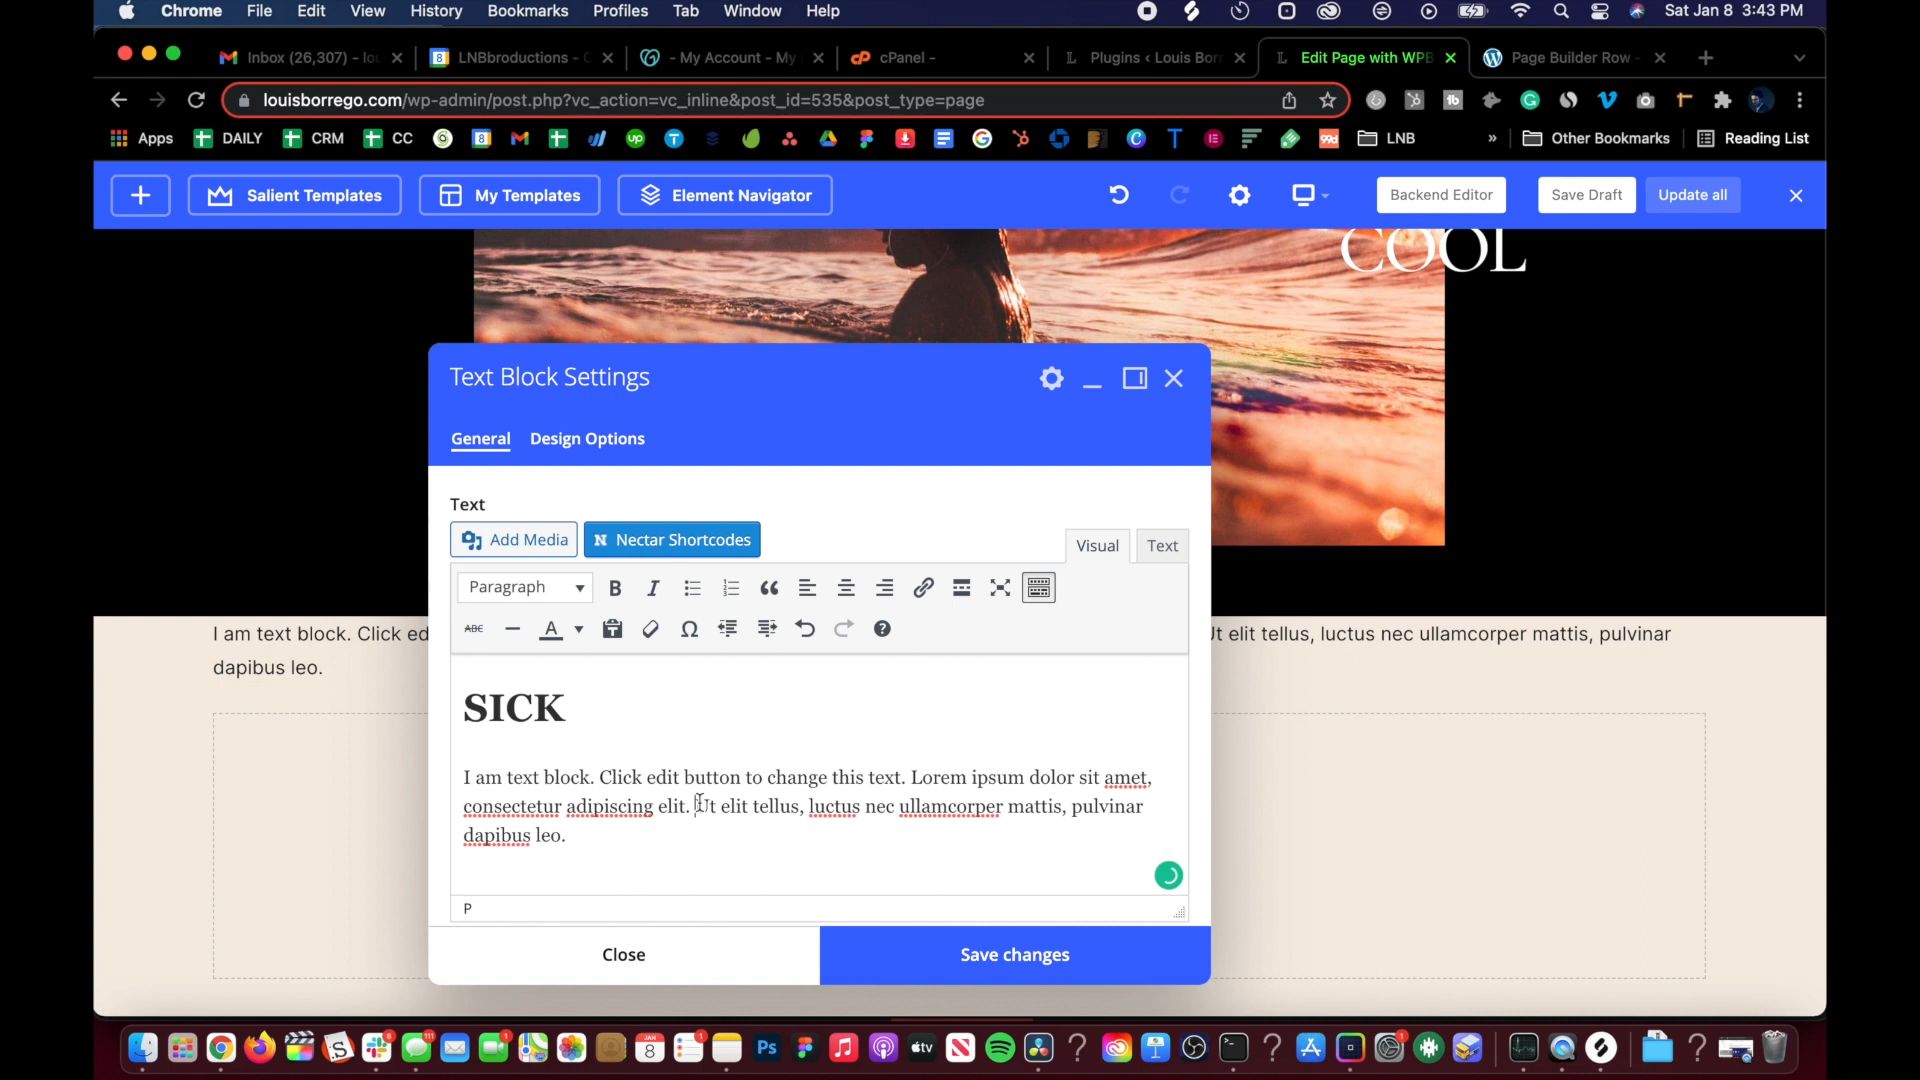 Chrome File Edit View History Bookmarks Profiles Tab Window Help Sat Jan 8 3:43 PM
Inbox (26,307) - lou LNBbroductions - C - My Account - My cPanel - Plugins ‹ Louis Borr Edit Page with WPB Page Builder Row -
louisborrego.com/wp-admin/post.php?vc_action=vc_inline&post_id=535&post_type=page
Apps DAILY CRM CC LNB » Other Bookmarks Reading List
+ Salient Templates My Templates Element Navigator Backend Editor Save Draft Update all
COOL
Text Block Settings
General Design Options
Text
Add Media Nectar Shortcodes Visual Text
Paragraph B I
ABC A Ω
I am text block. Click ed
Ut elit tellus, luctus nec ullamcorper mattis, pulvinar
dapibus leo.
SICK
I am text block. Click edit button to change this text. Lorem ipsum dolor sit amet,
consectetur adipiscing elit. Ut elit tellus, luctus nec ullamcorper mattis, pulvinar
dapibus leo.
P
Close Save changes